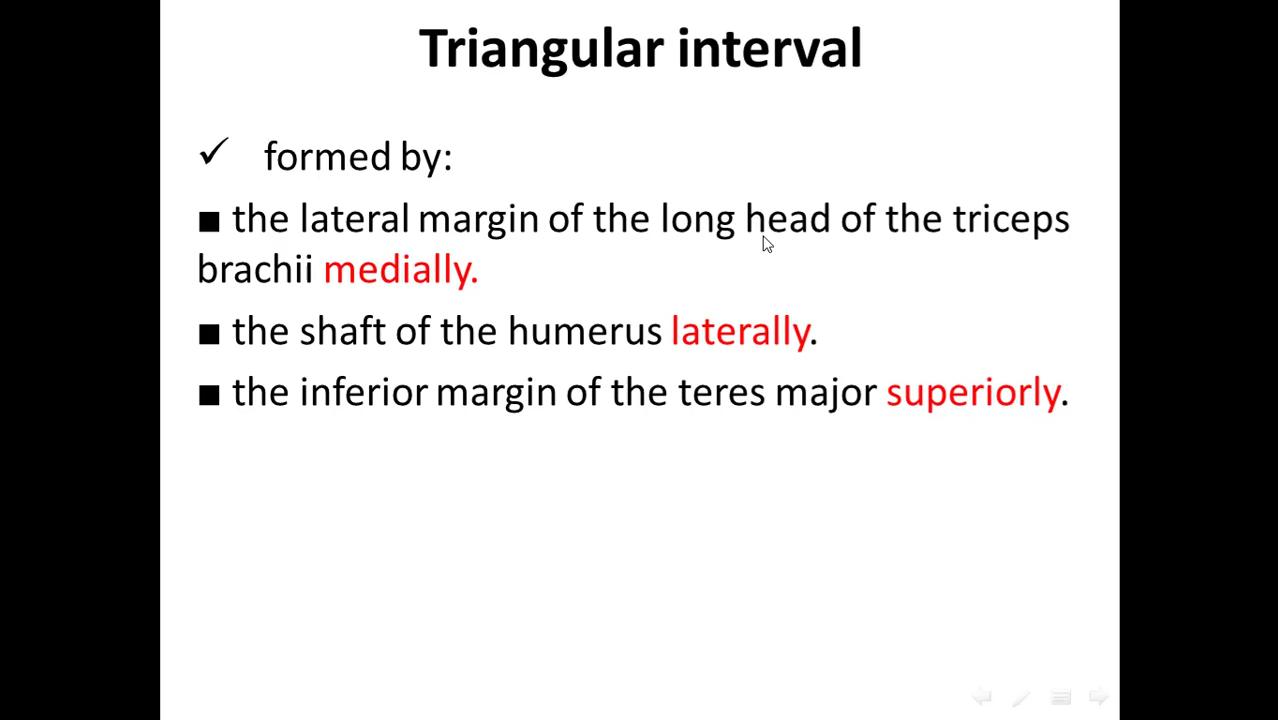 Triangular interval
✓ formed by:
■ the lateral margin of the long head of the triceps
brachii medially.
■ the shaft of the humerus laterally.
■ the inferior margin of the teres major superiorly.